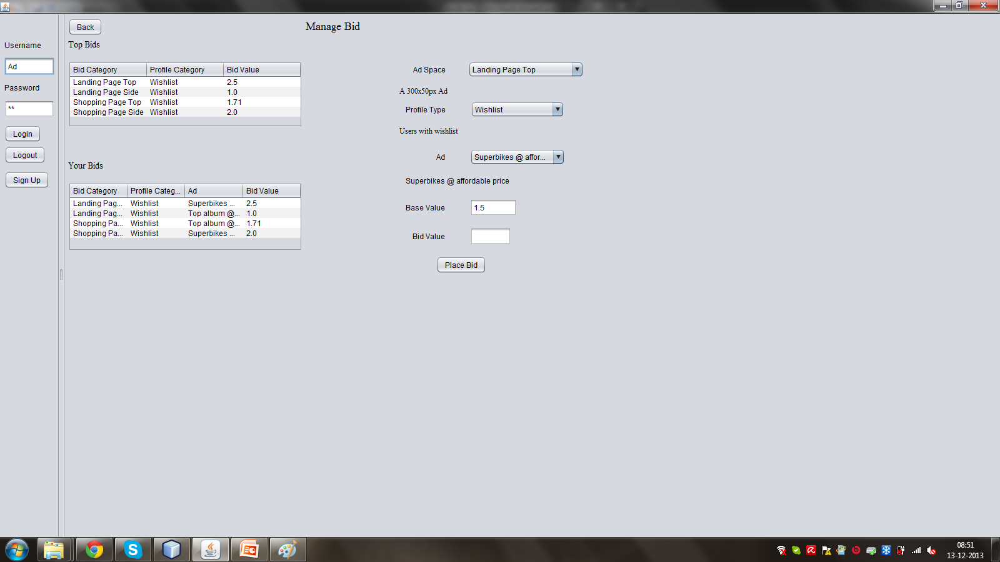 Back
Manage Bid
Username
Ad
Password
**
Login
Logout
Sign Up
Top Bids
Bid Category Profile Category Bid Value
Landing Page Top Wishlist 2.5
Landing Page Side Wishlist 1.0
Shopping Page Top Wishlist 1.71
Shopping Page Side Wishlist 2.0
Your Bids
Bid Category Profile Categ... Ad Bid Value
Landing Pag... Wishlist Superbikes ... 2.5
Landing Pag... Wishlist Top album @... 1.0
Shopping Pa... Wishlist Top album @... 1.71
Shopping Pa... Wishlist Superbikes ... 2.0
Ad Space Landing Page Top
A 300x50px Ad
Profile Type Wishlist
Users with wishlist
Ad Superbikes @ affor...
Superbikes @ affordable price
Base Value 1.5
Bid Value
Place Bid
08:51
13-12-2013